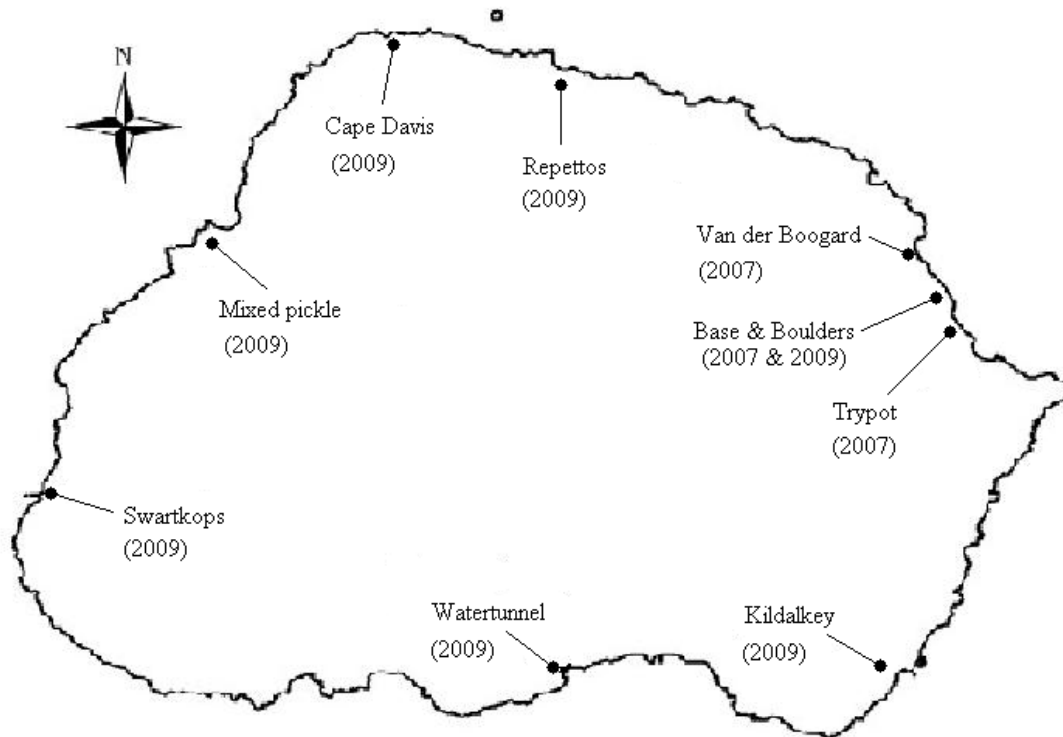 N
Cape Davis
(2009)
Repettos
(2009)
Van der Boogard
(2007)
Mixed pickle
(2009)
Base & Boulders
(2007 & 2009)
Trypot
(2007)
Swartkops
(2009)
Watertunnel
(2009)
Kildalkey
(2009)